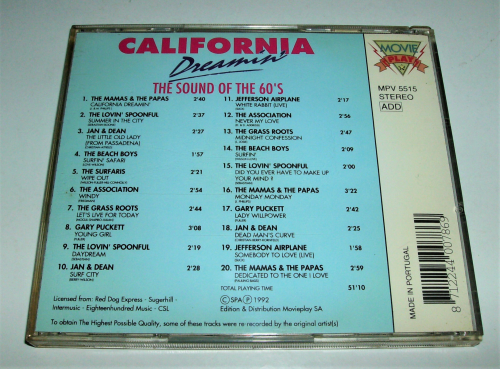 CALIFORNIA
Dreamin'
THE SOUND OF THE 60'S
MOVIE
PLAY
MPV 5515
STEREO
ADD
1. THE MAMAS & THE PAPAS 2'40
CALIFORNIA DREAMIN'
2. THE LOVIN' SPOONFUL 2'37
SUMMER IN THE CITY
3. JAN & DEAN 2'27
THE LITTLE OLD LADY
(FROM PASSADENA)
4. THE BEACH BOYS 1'57
SURFIN' SAFARI
5. THE SURFARIS 2'21
WIPE OUT
6. THE ASSOCIATION 2'54
WINDY
7. THE GRASS ROOTS 2'44
LET'S LIVE FOR TODAY
8. GARY PUCKETT 2'38
YOUNG GIRL
9. THE LOVIN' SPOONFUL 2'19
DAYDREAM
10. JAN & DEAN 2'28
SURF CITY
11. JEFFERSON AIRPLANE 2'17
WHITE RABBIT (LIVE)
12. THE ASSOCIATION 2'56
NEVER MY LOVE
13. THE GRASS ROOTS 2'47
MIDNIGHT CONFESSION
14. THE BEACH BOYS 2'09
SURFIN'
15. THE LOVIN' SPOONFUL 2'00
DID YOU EVER HAVE TO MAKE UP
YOUR MIND ?
16. THE MAMAS & THE PAPAS 3'22
MONDAY MONDAY
17. GARY PUCKETT 2'42
LADY WILLPOWER
18. JAN & DEAN 2'25
DEAD MAN'S CURVE
19. JEFFERSON AIRPLANE 1'58
SOMEBODY TO LOVE (LIVE)
20. THE MAMAS & THE PAPAS 2'59
DEDICATED TO THE ONE I LOVE
TOTAL PLAYING TIME 51'10
Licensed from: Red Dog Express - Sugarhill -
Intermusic - Eighteenhundred Music - CSL
Ⓒ SPA Ⓟ 1992
Edition & Distribution Movieplay SA
To obtain The Highest Possible Quality, some of these tracks were re recorded by the original artist(s)
MADE IN PORTUGAL
8 712244 007863